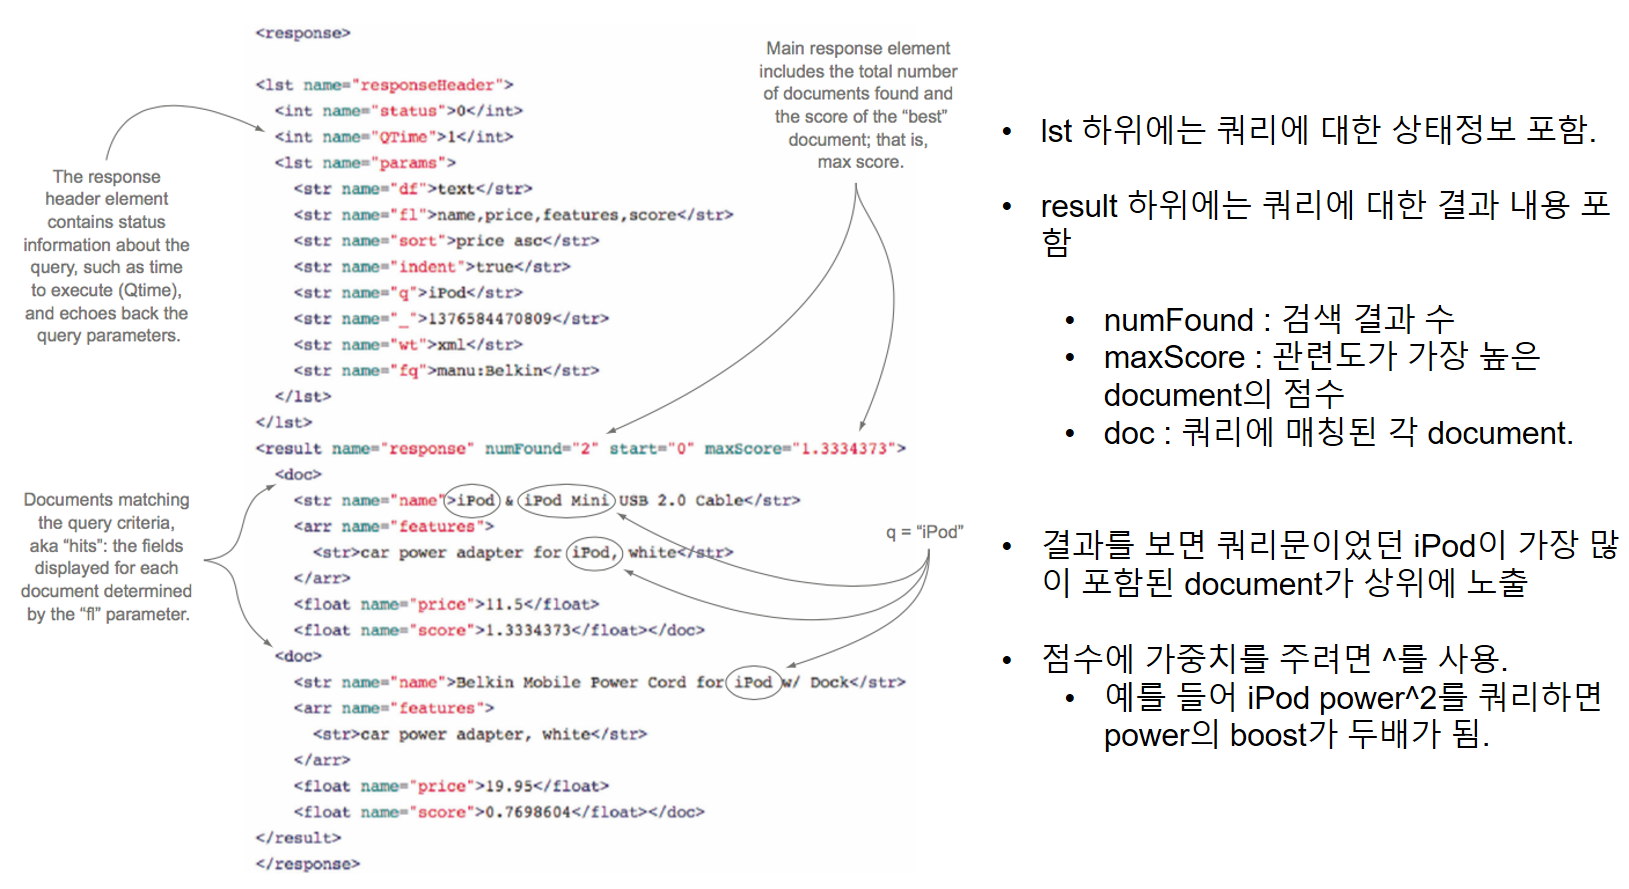 <response>
<lst name="responseHeader">
<int name="status">0</int>
<int name="QTime">1</int>
<lst name="params">
<str name="df">text</str>
<str name="fl">name,price,features,score</str>
<str name="sort">price asc</str>
<str name="indent">true</str>
<str name="q">iPod</str>
<str name="_">1376584470809</str>
<str name="wt">xml</str>
<str name="fq">manu:Belkin</str>
</lst>
</lst>
<result name="response" numFound="2" start="0" maxScore="1.3334373">
<doc>
<str name="name">iPod & iPod Mini USB 2.0 Cable</str>
<arr name="features">
<str>car power adapter for iPod, white</str>
</arr>
<float name="price">11.5</float>
<float name="score">1.3334373</float></doc>
<doc>
<str name="name">Belkin Mobile Power Cord for iPod w/ Dock</str>
<arr name="features">
<str>car power adapter, white</str>
</arr>
<float name="price">19.95</float>
<float name="score">0.7698604</float></doc>
</result>
</response>
The response
header element
contains status
information about the
query, such as time
to execute (Qtime),
and echoes back the
query parameters.
Documents matching
the query criteria,
aka “hits”: the fields
displayed for each
document determined
by the “fl” parameter.
Main response element
includes the total number
of documents found and
the score of the “best”
document; that is,
max score.
q = “iPod”
• lst 하위에는 쿼리에 대한 상태정보 포함.
• result 하위에는 쿼리에 대한 결과 내용 포
함
• numFound : 검색 결과 수
• maxScore : 관련도가 가장 높은
document의 점수
• doc : 쿼리에 매칭된 각 document.
• 결과를 보면 쿼리문이었던 iPod이 가장 많
이 포함된 document가 상위에 노출
• 점수에 가중치를 주려면 ^를 사용.
• 예를 들어 iPod power^2를 쿼리하면
power의 boost가 두배가 됨.